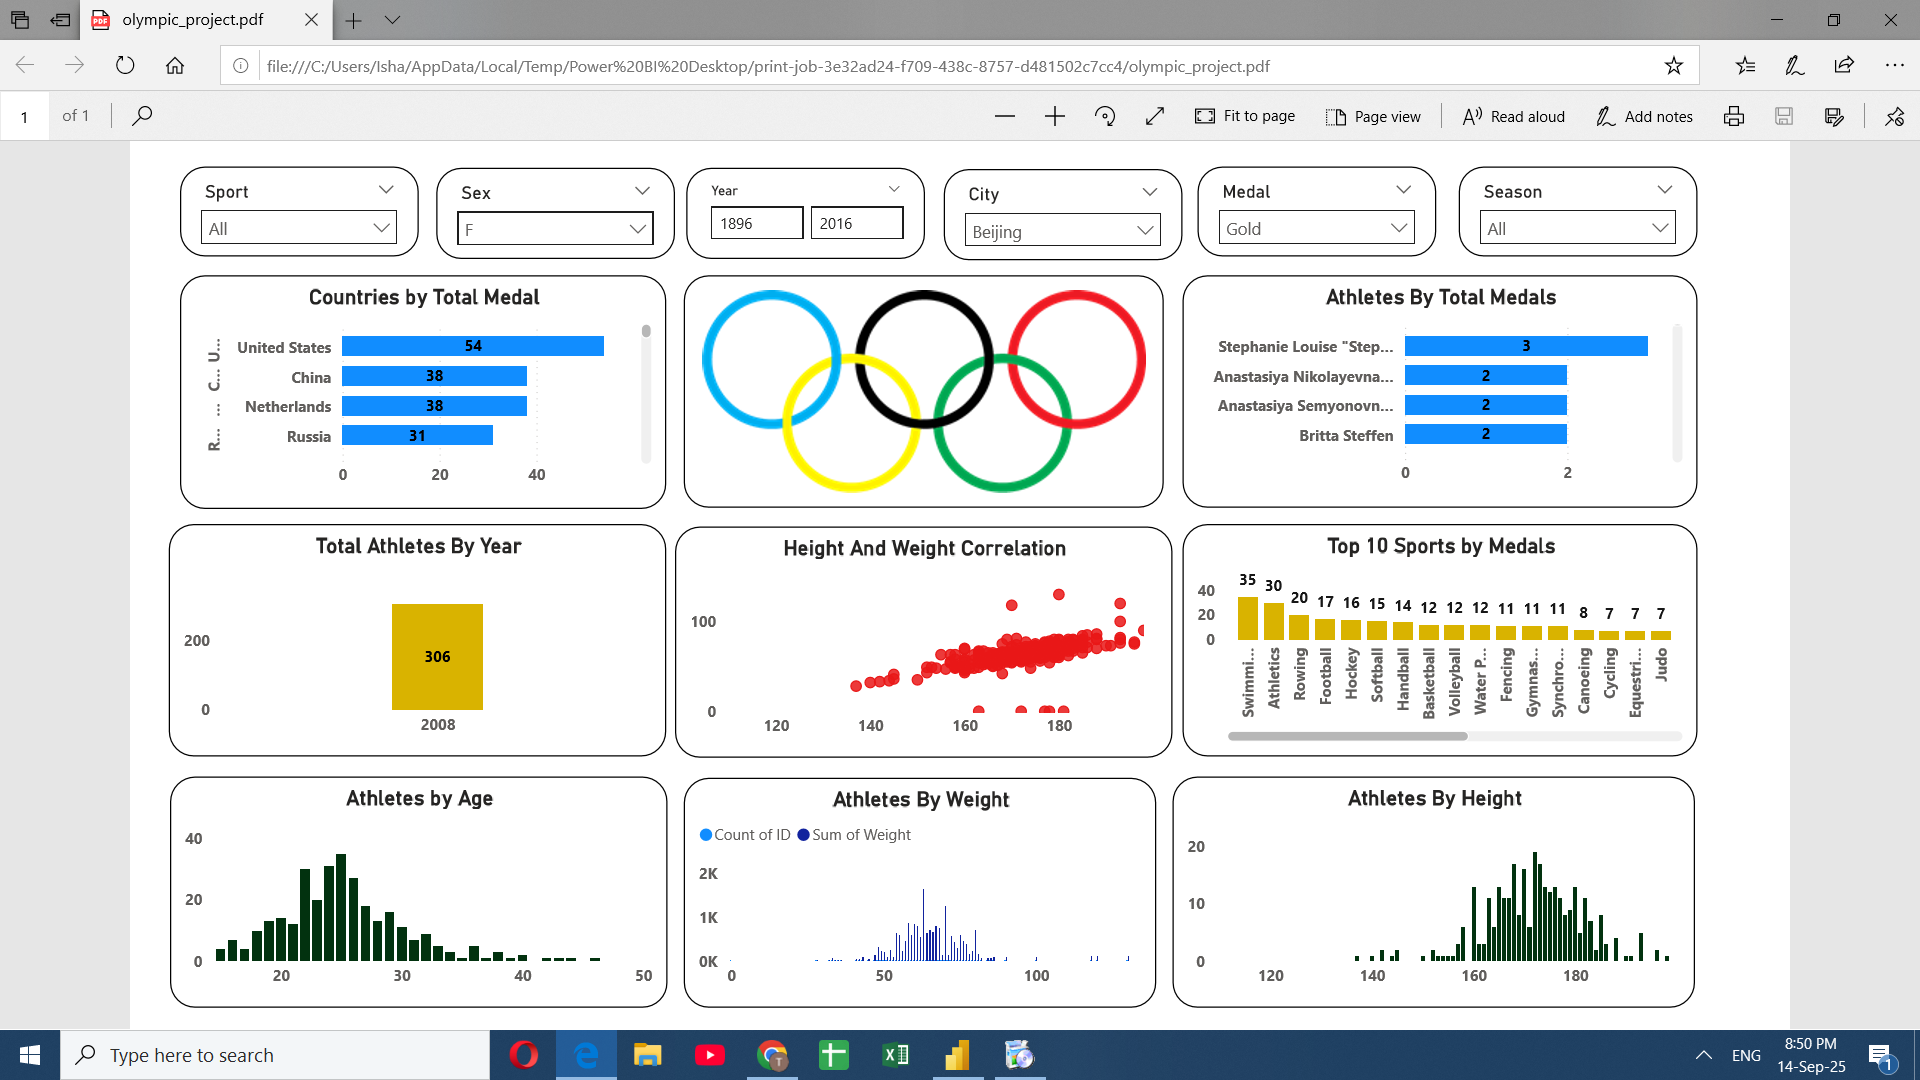 olympic_project.pdf
file:///C:/Users/Isha/AppData/Local/Temp/Power%20BI%20Desktop/print-job-3e32ad24-f709-438c-8757-d481502c7cc4/olympic_project.pdf
1 of 1 Fit to page Page view Read aloud Add notes
Sport
All
Sex
F
Year
1896 2016
City
Beijing
Medal
Gold
Season
All
Countries by Total Medal
U...
C...
...
R...
United States 54
China 38
Netherlands 38
Russia 31
0 20 40
Athletes By Total Medals
Stephanie Louise "Step... 3
Anastasiya Nikolayevna... 2
Anastasiya Semyonovn... 2
Britta Steffen 2
0 2
Total Athletes By Year
200
306
0
2008
Height And Weight Correlation
100
0
120 140 160 180
Top 10 Sports by Medals
40
20
0
35 30 20 17 16 15 14 12 12 12 11 11 11 8 7 7 7
Swimmi...
Athletics
Rowing
Football
Hockey
Softball
Handball
Basketball
Volleyball
Water P...
Fencing
Gymnas...
Synchro...
Canoeing
Cycling
Equestri...
Judo
Athletes by Age
40
20
0
20 30 40 50
Athletes By Weight
Count of ID Sum of Weight
2K
1K
0K
0 50 100
Athletes By Height
20
10
0
120 140 160 180
Type here to search
T
ENG
8:50 PM
14-Sep-25
1